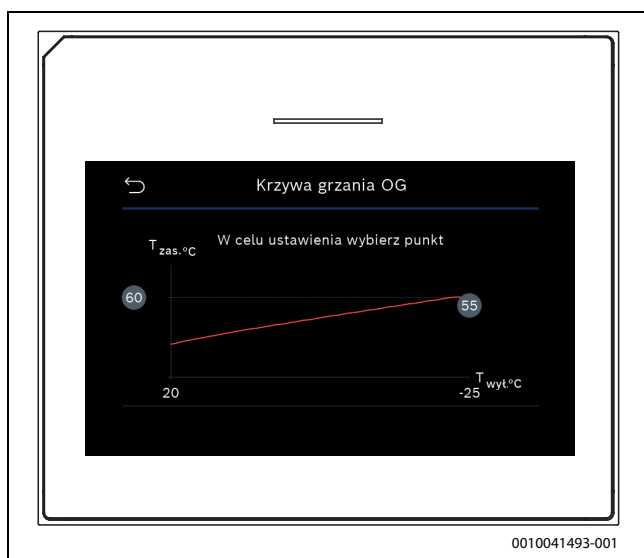 Krzywa grzania OG
W celu ustawienia wybierz punkt
T zas.°C
60
55
T wył.°C
20
-25
0010041493-001